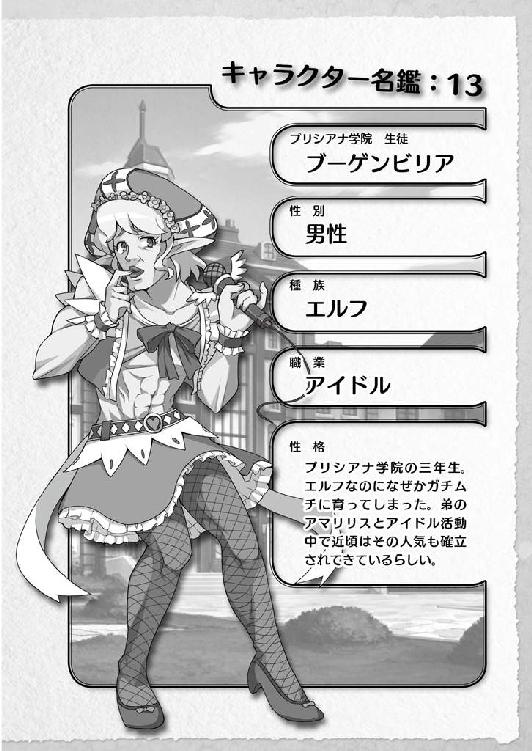 キャラクター名鑑：13
プリシアナ学院　生徒
ブーゲンビリア
性　別
男性
種　族
エルフ
職　業
アイドル
性　格
プリシアナ学院の三年生。
エルフなのになぜかガチム
チに育ってしまった。弟の
アマリリスとアイドル活動
中で近頃はその人気も確立
されてきているらしい。